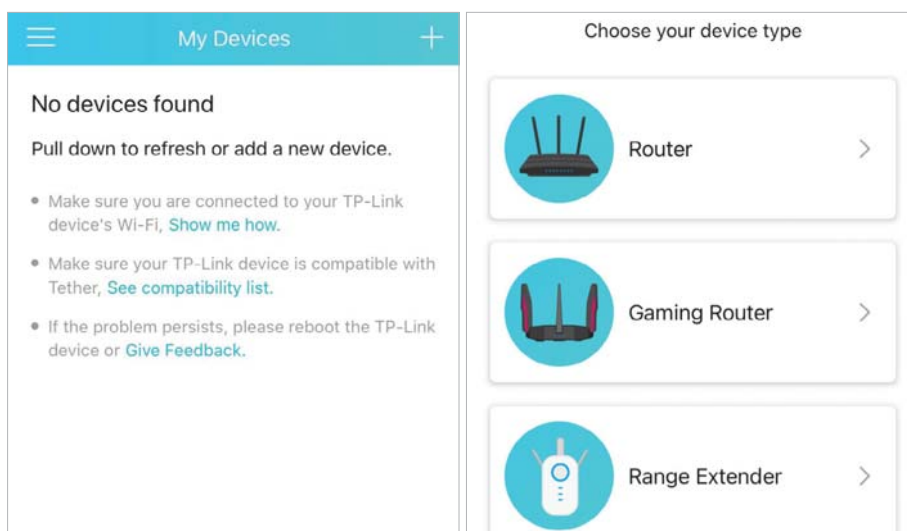 My Devices
No devices found
Pull down to refresh or add a new device.
Make sure you are connected to your TP-Link
device's Wi-Fi, Show me how.
Make sure your TP-Link device is compatible with
Tether, See compatibility list.
If the problem persists, please reboot the TP-Link
device or Give Feedback.
Choose your device type
Router
Gaming Router
Range Extender